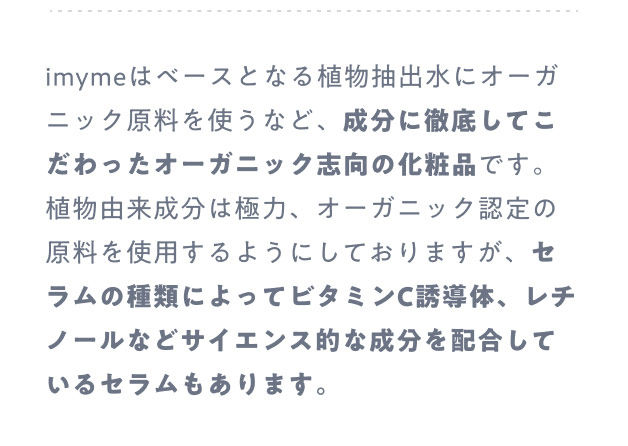 imymeはベースとなる植物抽出水にオーガ
ニック原料を使うなど、成分に徹底してこ
だわったオーガニック志向の化粧品です。
植物由来成分は極力、オーガニック認定の
原料を使用するようにしておりますが、セ
ラムの種類によってビタミンC誘導体、レチ
ノールなどサイエンス的な成分を配合して
いるセラムもあります。